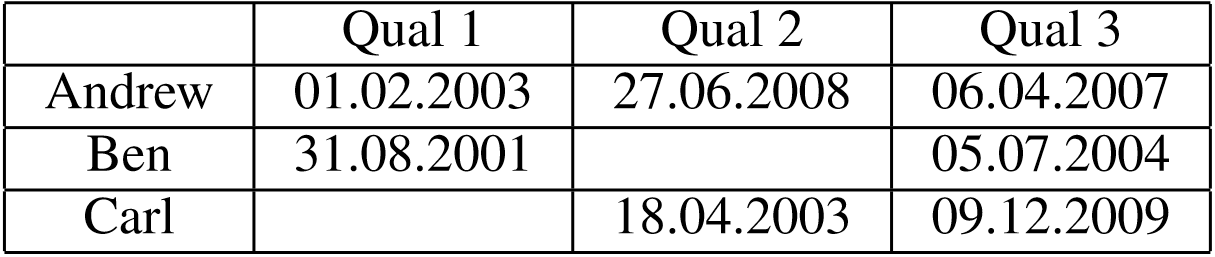 Qual 1 Qual 2 Qual 3
Andrew 01.02.2003 27.06.2008 06.04.2007
Ben 31.08.2001 05.07.2004
Carl 18.04.2003 09.12.2009